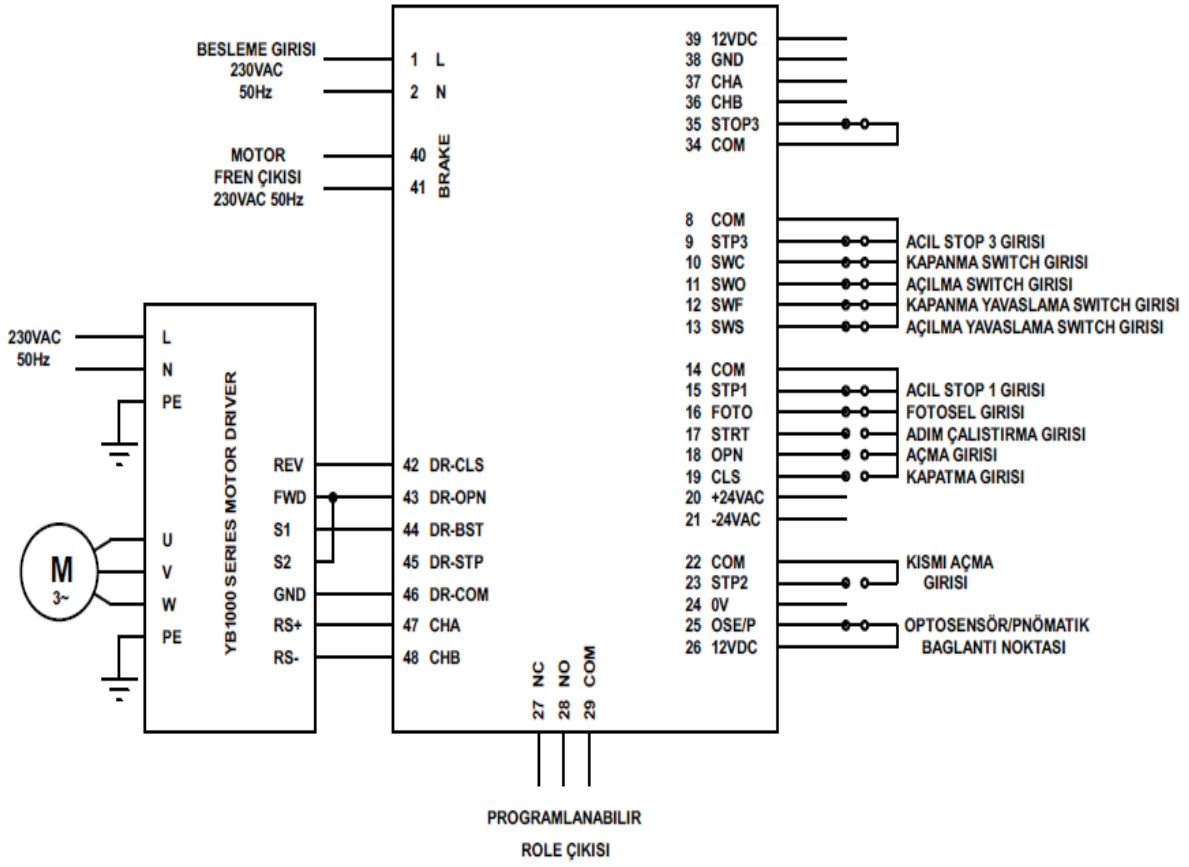 BESLEME GIRISI
230VAC
50Hz
1 L
2 N
MOTOR
FREN ÇIKISI
230VAC 50Hz
40
41
BRAKE
39 12VDC
38 GND
37 CHA
36 CHB
35 STOP3
34 COM
8 COM
9 STP3 ACIL STOP 3 GIRISI
10 SWC KAPANMA SWITCH GIRISI
11 SWO AÇILMA SWITCH GIRISI
12 SWF KAPANMA YAVASLAMA SWITCH GIRISI
13 SWS AÇILMA YAVASLAMA SWITCH GIRISI
14 COM
15 STP1 ACIL STOP 1 GIRISI
16 FOTO FOTOSEL GIRISI
17 STRT ADIM ÇALISTIRMA GIRISI
18 OPN AÇMA GIRISI
19 CLS KAPATMA GIRISI
20 +24VAC
21 -24VAC
22 COM KISMI AÇMA
23 STP2 GIRISI
24 0V
25 OSE/P OPTOSENSÖR/PNÖMATIK
26 12VDC BAGLANTI NOKTASI
230VAC
50Hz
L
N
PE
YB1000 SERIES MOTOR DRIVER
U
V
W
PE
M
3~
REV 42 DR-CLS
FWD 43 DR-OPN
S1 44 DR-BST
S2 45 DR-STP
GND 46 DR-COM
RS+ 47 CHA
RS- 48 CHB
27 NC
28 NO
29 COM
PROGRAMLANABILIR
ROLE ÇIKISI